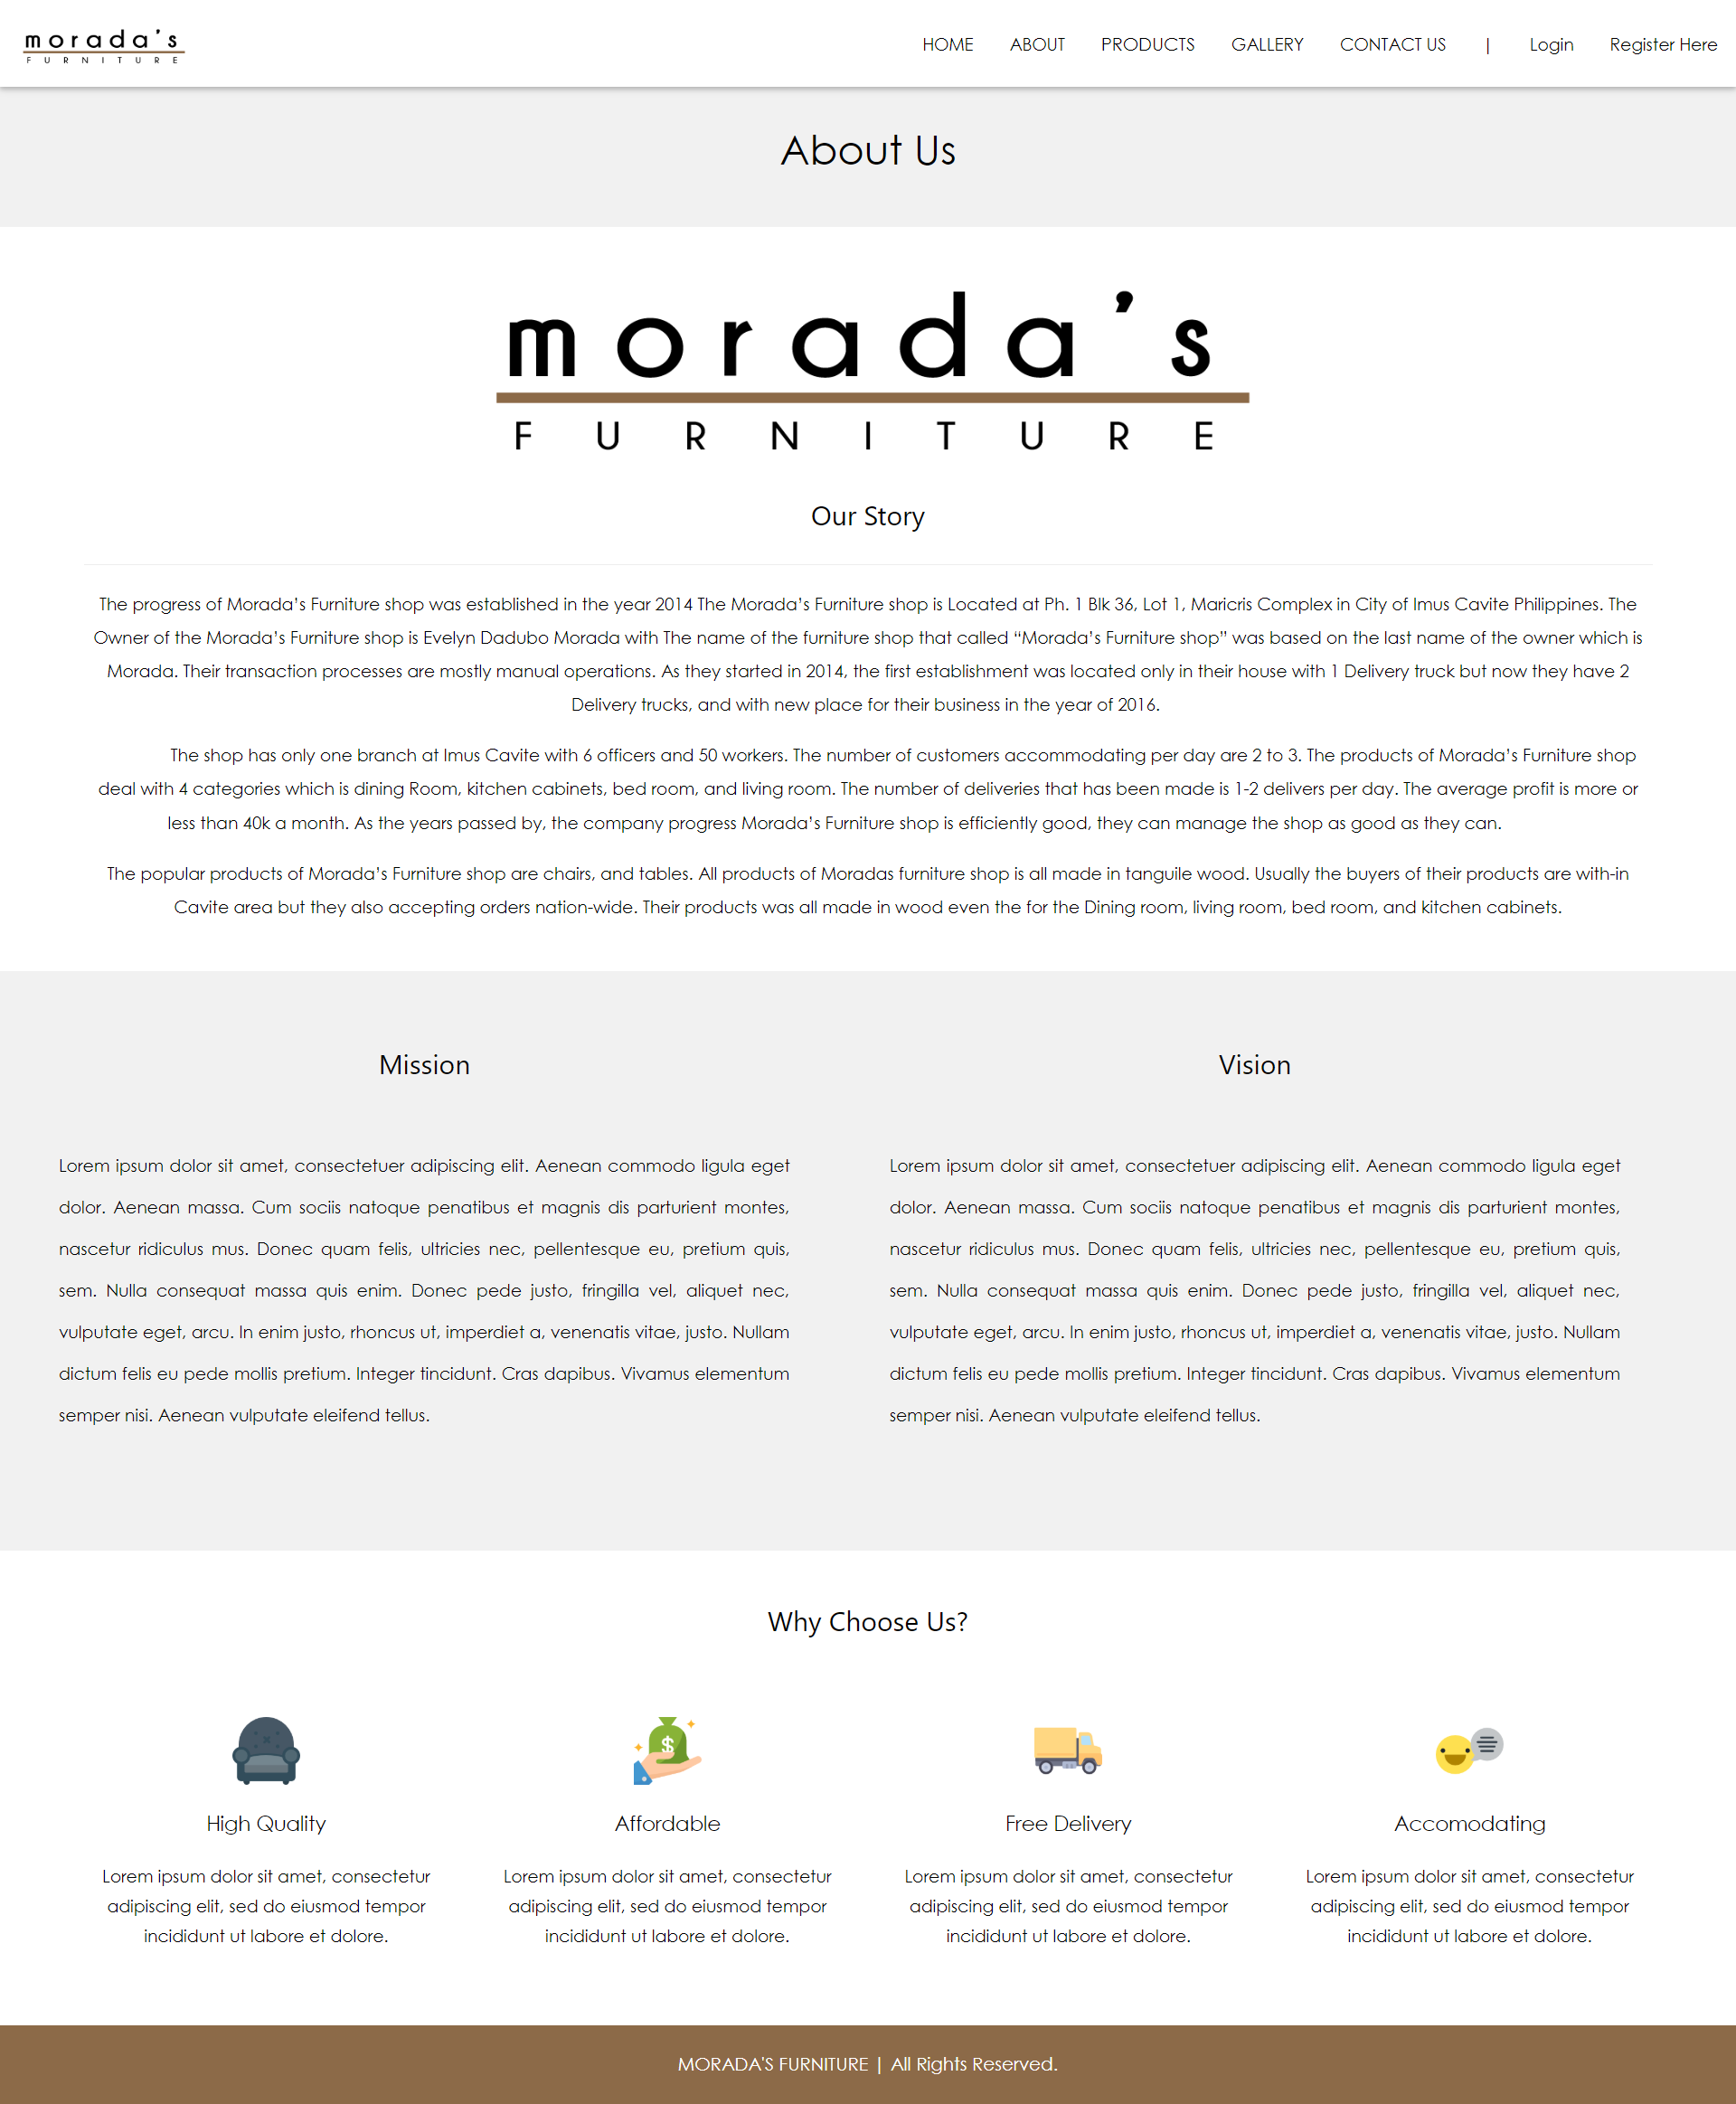 morada's
FURNITURE
HOME ABOUT PRODUCTS GALLERY CONTACT US | Login Register Here
About Us
morada's
FURNITURE
Our Story
The progress of Morada’s Furniture shop was established in the year 2014 The Morada’s Furniture shop is Located at Ph. 1 Blk 36, Lot 1, Maricris Complex in City of Imus Cavite Philippines. The
Owner of the Morada’s Furniture shop is Evelyn Dadubo Morada with The name of the furniture shop that called “Morada’s Furniture shop” was based on the last name of the owner which is
Morada. Their transaction processes are mostly manual operations. As they started in 2014, the first establishment was located only in their house with 1 Delivery truck but now they have 2
Delivery trucks, and with new place for their business in the year of 2016.
The shop has only one branch at Imus Cavite with 6 officers and 50 workers. The number of customers accommodating per day are 2 to 3. The products of Morada’s Furniture shop
deal with 4 categories which is dining Room, kitchen cabinets, bed room, and living room. The number of deliveries that has been made is 1-2 delivers per day. The average profit is more or
less than 40k a month. As the years passed by, the company progress Morada’s Furniture shop is efficiently good, they can manage the shop as good as they can.
The popular products of Morada’s Furniture shop are chairs, and tables. All products of Moradas furniture shop is all made in tanguile wood. Usually the buyers of their products are with-in
Cavite area but they also accepting orders nation-wide. Their products was all made in wood even the for the Dining room, living room, bed room, and kitchen cabinets.
Mission
Lorem ipsum dolor sit amet, consectetuer adipiscing elit. Aenean commodo ligula eget
dolor. Aenean massa. Cum sociis natoque penatibus et magnis dis parturient montes,
nascetur ridiculus mus. Donec quam felis, ultricies nec, pellentesque eu, pretium quis,
sem. Nulla consequat massa quis enim. Donec pede justo, fringilla vel, aliquet nec,
vulputate eget, arcu. In enim justo, rhoncus ut, imperdiet a, venenatis vitae, justo. Nullam
dictum felis eu pede mollis pretium. Integer tincidunt. Cras dapibus. Vivamus elementum
semper nisi. Aenean vulputate eleifend tellus.
Vision
Lorem ipsum dolor sit amet, consectetuer adipiscing elit. Aenean commodo ligula eget
dolor. Aenean massa. Cum sociis natoque penatibus et magnis dis parturient montes,
nascetur ridiculus mus. Donec quam felis, ultricies nec, pellentesque eu, pretium quis,
sem. Nulla consequat massa quis enim. Donec pede justo, fringilla vel, aliquet nec,
vulputate eget, arcu. In enim justo, rhoncus ut, imperdiet a, venenatis vitae, justo. Nullam
dictum felis eu pede mollis pretium. Integer tincidunt. Cras dapibus. Vivamus elementum
semper nisi. Aenean vulputate eleifend tellus.
Why Choose Us?
$
High Quality
Lorem ipsum dolor sit amet, consectetur
adipiscing elit, sed do eiusmod tempor
incididunt ut labore et dolore.
Affordable
Lorem ipsum dolor sit amet, consectetur
adipiscing elit, sed do eiusmod tempor
incididunt ut labore et dolore.
Free Delivery
Lorem ipsum dolor sit amet, consectetur
adipiscing elit, sed do eiusmod tempor
incididunt ut labore et dolore.
Accomodating
Lorem ipsum dolor sit amet, consectetur
adipiscing elit, sed do eiusmod tempor
incididunt ut labore et dolore.
MORADA'S FURNITURE | All Rights Reserved.